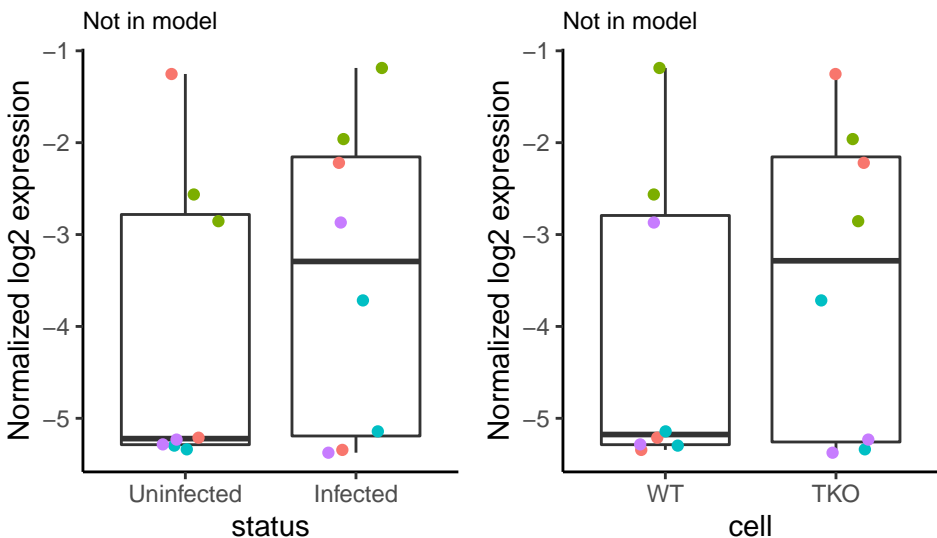 Not in model
Normalized log2 expression
−1
−2
−3
−4
−5
Uninfected
Infected
status
Not in model
Normalized log2 expression
−1
−2
−3
−4
−5
WT
TKO
cell